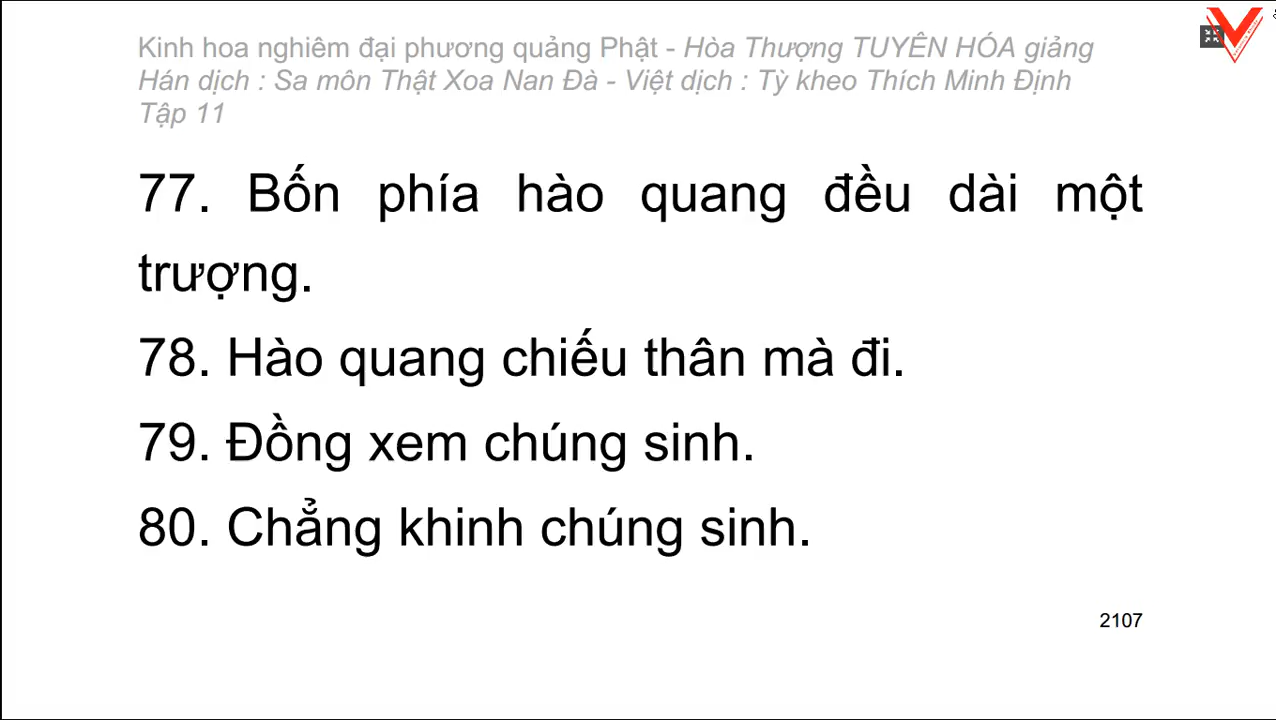 Kinh hoa nghiêm đại phương quảng Phật - Hòa Thượng TUYÊN HÓA giảng
Hán dịch : Sa môn Thật Xoa Nan Đà - Việt dịch : Tỳ kheo Thích Minh Định
Tập 11
77. Bốn phía hào quang đều dài một
trượng.
78. Hào quang chiếu thân mà đi.
79. Đồng xem chúng sinh.
80. Chẳng khinh chúng sinh.
2107